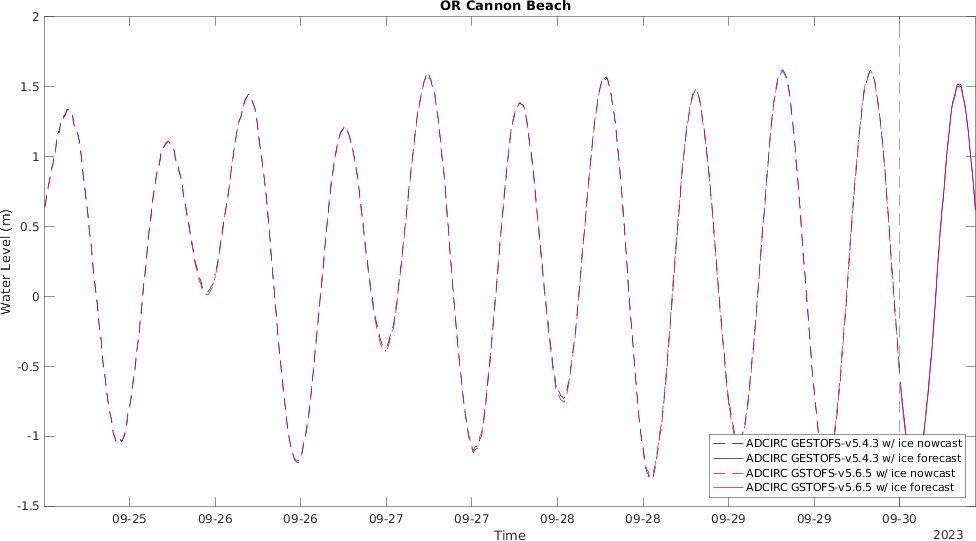 OR Cannon Beach
2
1.5
1
0.5
0
-0.5
-1
-1.5
Water Level (m)
ADCIRC GESTOFS-v5.4.3 w/ ice nowcast
ADCIRC GESTOFS-v5.4.3 w/ ice forecast
ADCIRC GSTOFS-v5.6.5 w/ ice nowcast
ADCIRC GSTOFS-v5.6.5 w/ ice forecast
09-25 09-26 09-26 09-27 09-27 09-28 09-28 09-29 09-29 09-30
Time
2023